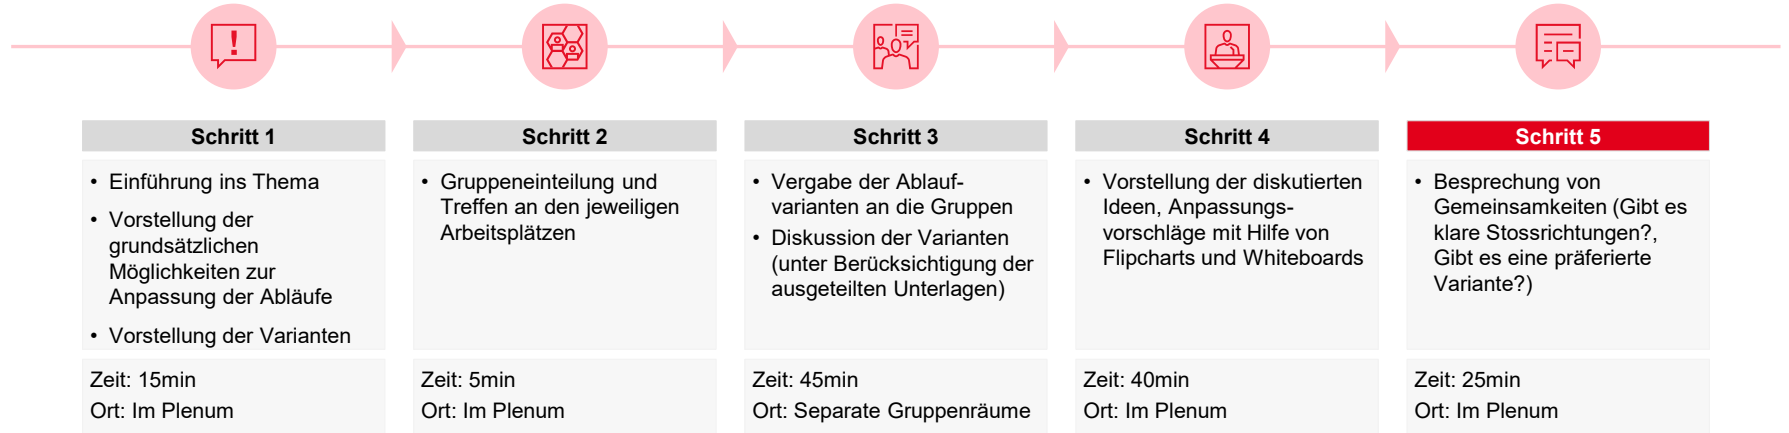 Schritt 1
• Einführung ins Thema
• Vorstellung der
grundsätzlichen
Möglichkeiten zur
Anpassung der Abläufe
• Vorstellung der Varianten
Zeit: 15min
Ort: Im Plenum
Schritt 2
• Gruppeneinteilung und
Treffen an den jeweiligen
Arbeitsplätzen
Zeit: 5min
Ort: Im Plenum
Schritt 3
• Vergabe der Ablauf-
varianten an die Gruppen
• Diskussion der Varianten
(unter Berücksichtigung der
ausgeteilten Unterlagen)
Zeit: 45min
Ort: Separate Gruppenräume
Schritt 4
• Vorstellung der diskutierten
Ideen, Anpassungs-
vorschläge mit Hilfe von
Flipcharts und Whiteboards
Zeit: 40min
Ort: Im Plenum
Schritt 5
• Besprechung von
Gemeinsamkeiten (Gibt es
klare Stossrichtungen?,
Gibt es eine präferierte
Variante?)
Zeit: 25min
Ort: Im Plenum